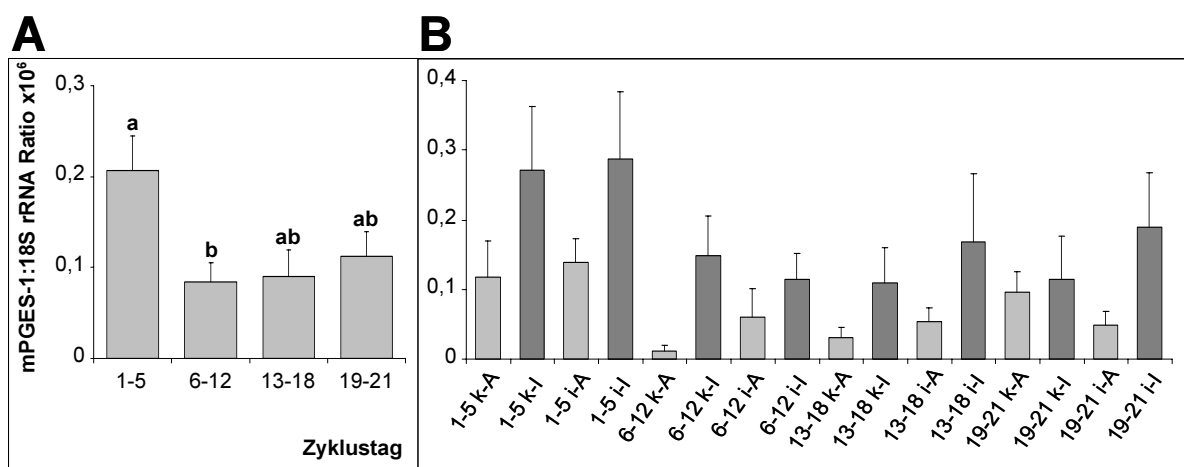 A
mPGES-1:18S rRNA Ratio x10⁶
0,3
0,2
0,1
0
a
b
ab
ab
1-5
6-12
13-18
19-21
Zyklustag
B
0,4
0,3
0,2
0,1
0
1-5 k-A
1-5 k-I
1-5 i-A
1-5 i-I
6-12 k-A
6-12 k-I
6-12 i-A
6-12 i-I
13-18 k-A
13-18 k-I
13-18 i-A
13-18 i-I
19-21 k-A
19-21 k-I
19-21 i-A
19-21 i-I